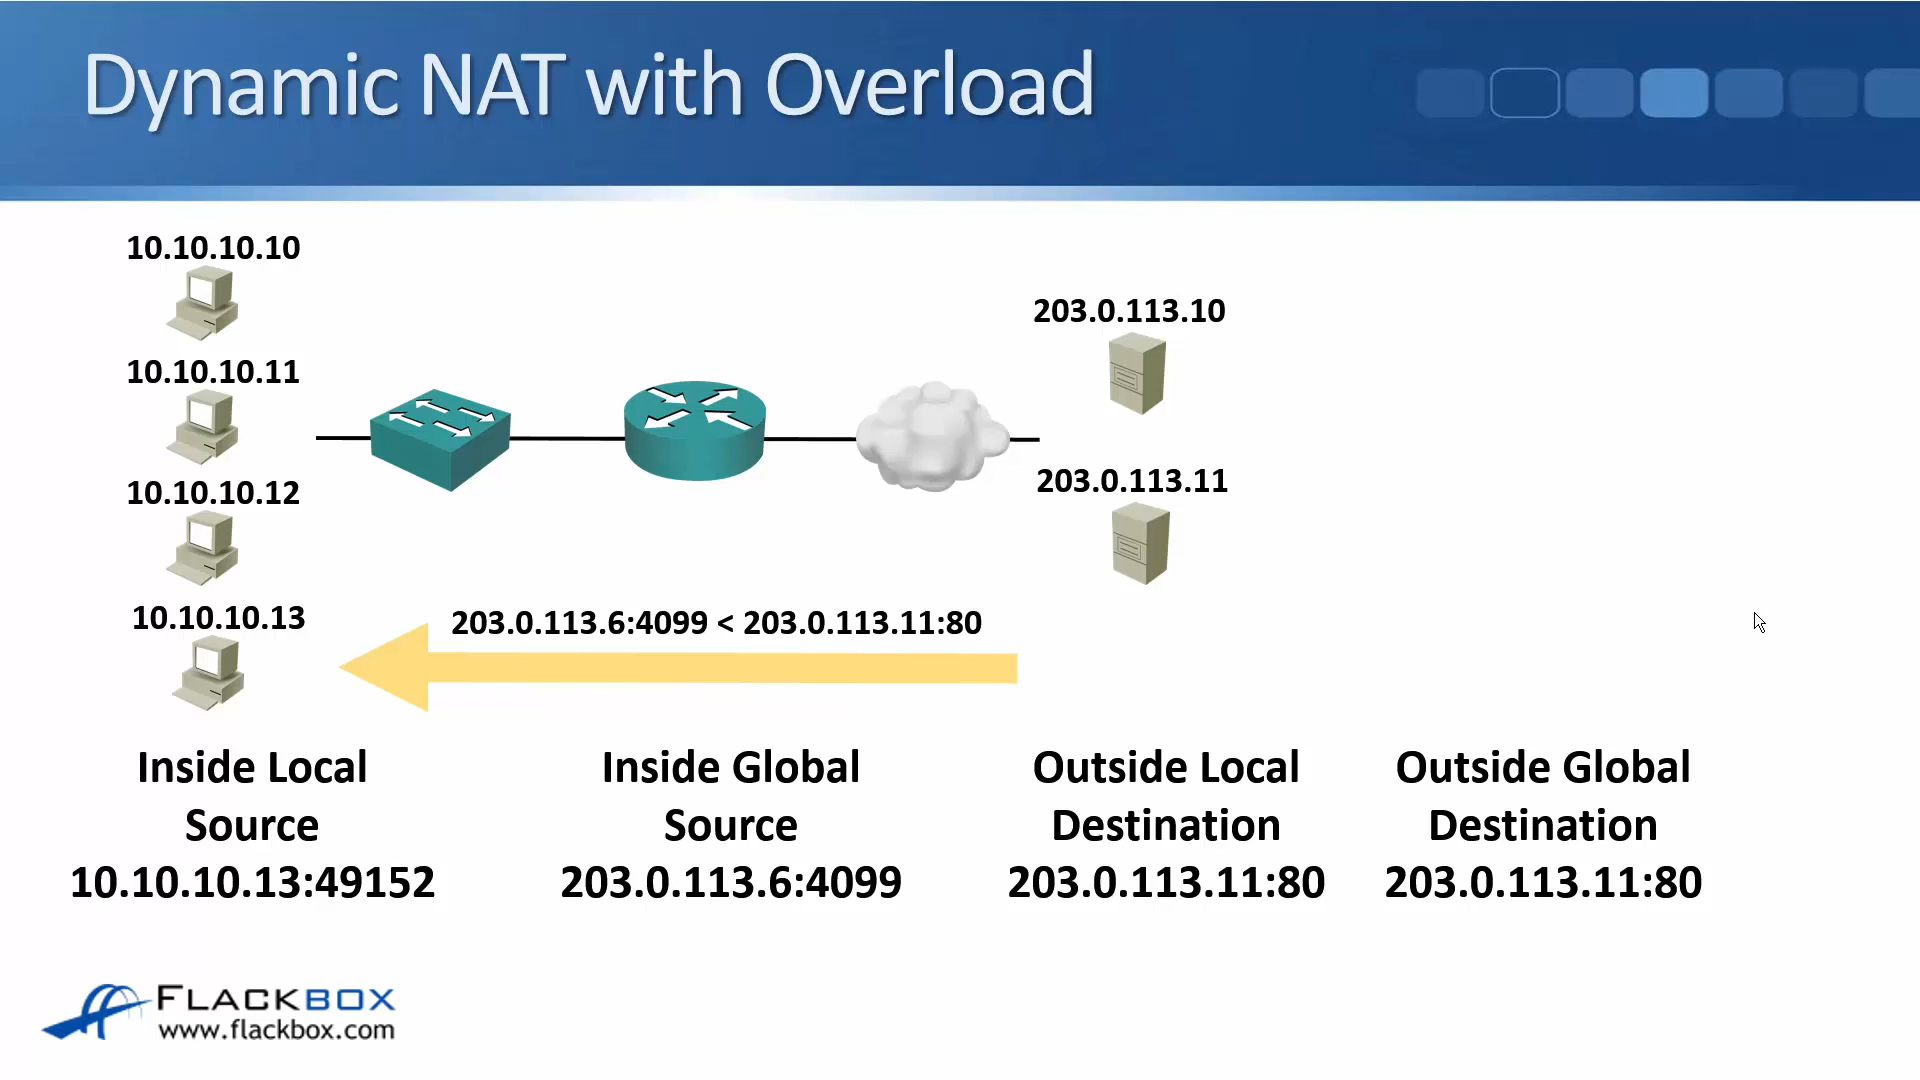 Dynamic NAT with Overload
10.10.10.10
203.0.113.10
10.10.10.11
203.0.113.11
10.10.10.12
10.10.10.13
203.0.113.6:4099 < 203.0.113.11:80
Inside Local
Source
10.10.10.13:49152
Inside Global
Source
203.0.113.6:4099
Outside Local
Destination
203.0.113.11:80
Outside Global
Destination
203.0.113.11:80
FLACKBOX
www.flackbox.com